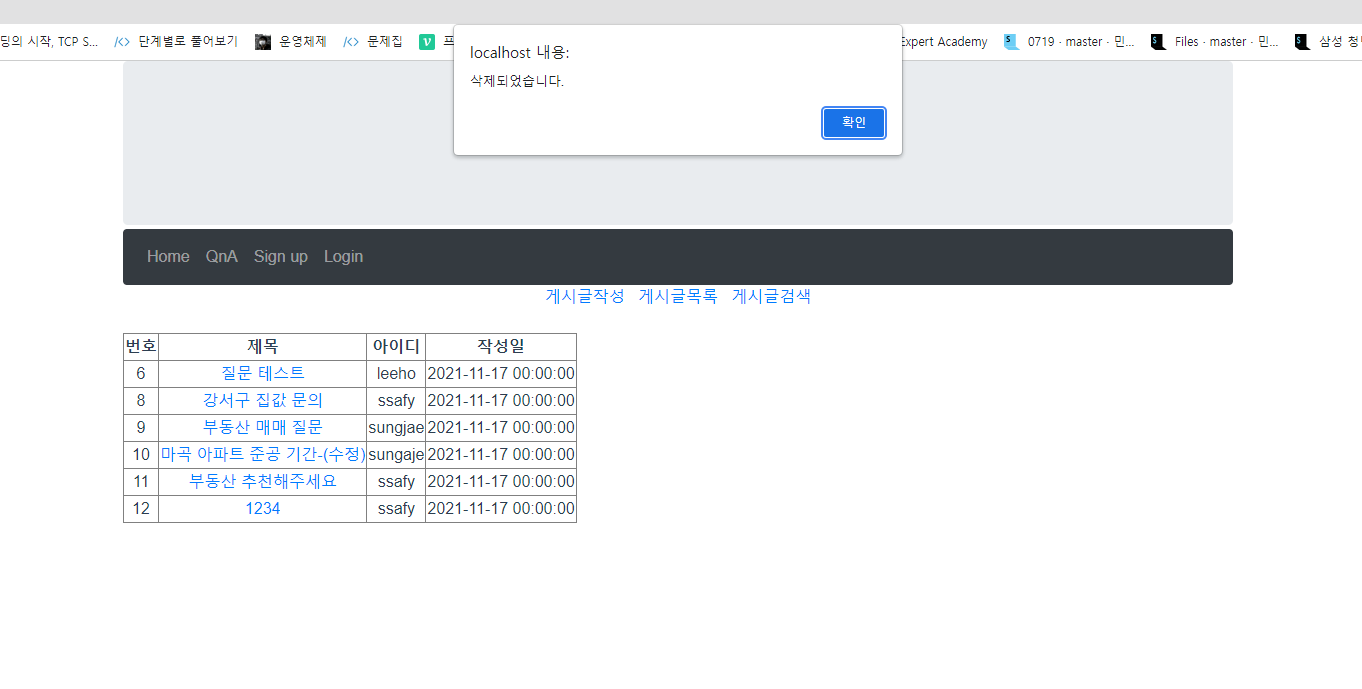 딩의 시작, TCP S... 단계별로 풀어보기 운영체제 문제집 Expert Academy 0719 · master · 민... Files · master · 민... 삼성 청
localhost 내용:
삭제되었습니다.
확인
Home QnA Sign up Login
게시글작성 게시글목록 게시글검색
번호 제목 아이디 작성일
6 질문 테스트 leeho 2021-11-17 00:00:00
8 강서구 집값 문의 ssafy 2021-11-17 00:00:00
9 부동산 매매 질문 sungjae 2021-11-17 00:00:00
10 마곡 아파트 준공 기간-(수정) sungaje 2021-11-17 00:00:00
11 부동산 추천해주세요 ssafy 2021-11-17 00:00:00
12 1234 ssafy 2021-11-17 00:00:00